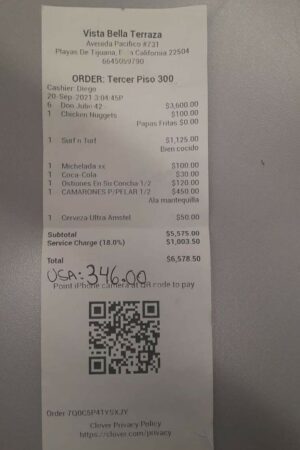 Vista Bella Terraza
Avenida Pacifico #731
Playas De Tijuana, California 22504
6645059790
ORDER: Tercer Piso 300
Cashier: Diego
20-Sep-2021 3:04:45P
6 Don Julio 42 $3,600.00
1 Chicken Nuggets $100.00
Papas Fritas $0.00
1 Surf n Turf $1,125.00
Bien cocido
1 Michelada xx $100.00
1 Coca-Cola $30.00
1 Ostiones En Su Concha 1/2 $120.00
1 CAMARONES P/PELAR 1/2 $450.00
Ala mantequilla
1 Cerveza Ultra Amstel $50.00
Subtotal $5,575.00
Service Charge (18.0%) $1,003.50
Total $6,578.50
USA: 346.00
Point iPhone camera at QR code to pay
Order 7Q0C5P41YSXJY
Clover Privacy Policy
https://clover.com/privacy